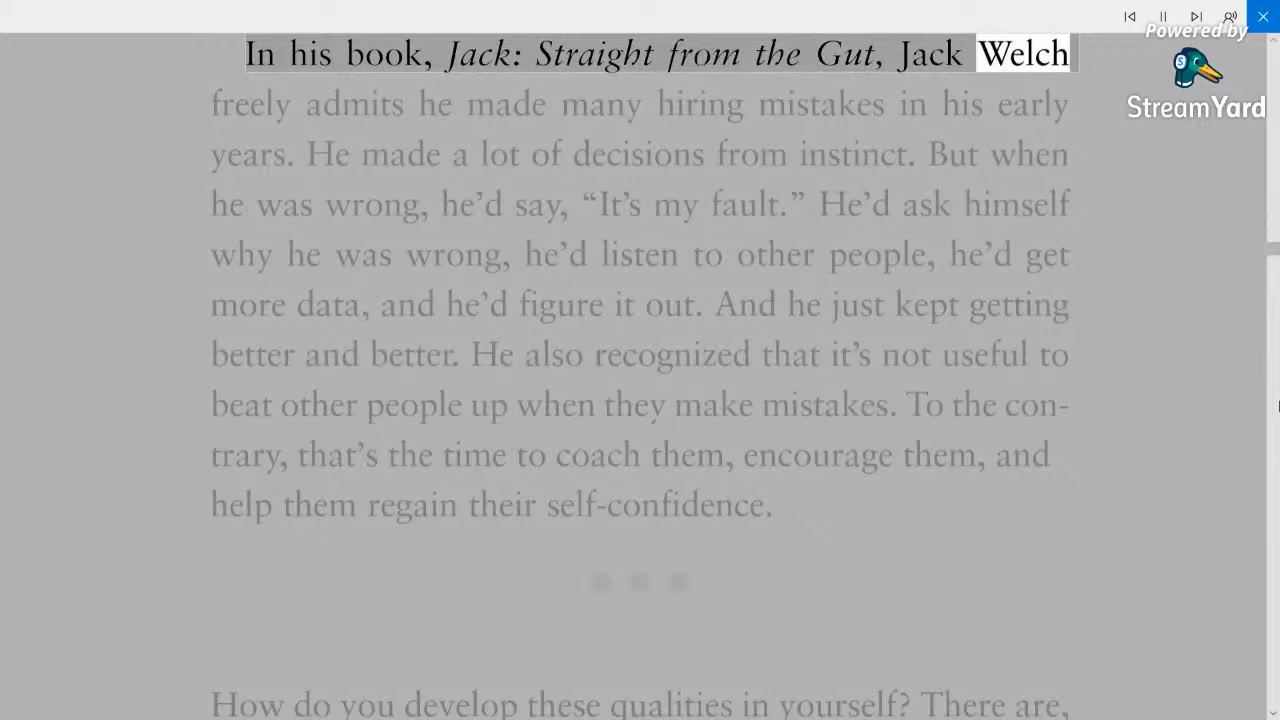 Powered by
StreamYard
In his book, Jack: Straight from the Gut, Jack Welch
freely admits he made many hiring mistakes in his early
years. He made a lot of decisions from instinct. But when
he was wrong, he’d say, “It’s my fault.” He’d ask himself
why he was wrong, he’d listen to other people, he’d get
more data, and he’d figure it out. And he just kept getting
better and better. He also recognized that it’s not useful to
beat other people up when they make mistakes. To the con-
trary, that’s the time to coach them, encourage them, and
help them regain their self-confidence.
How do you develop these qualities in yourself? There are,